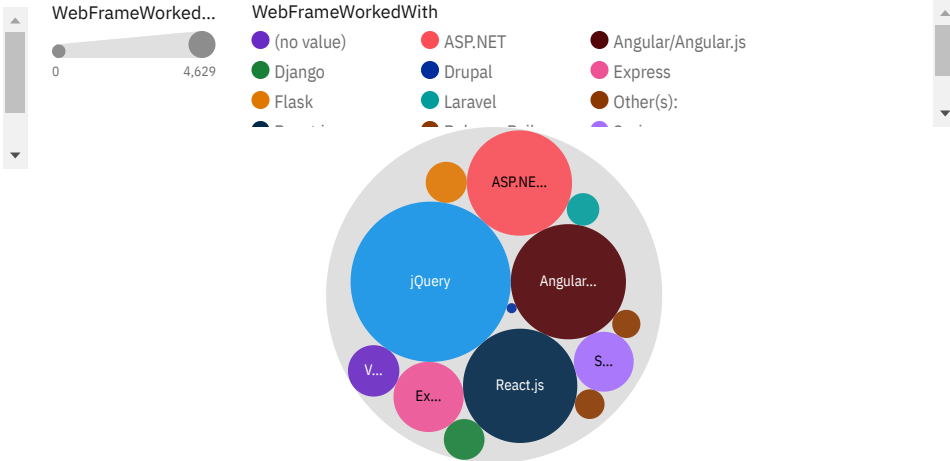 WebFrameWorked...
0 4,629
WebFrameWorkedWith
(no value) ASP.NET Angular/Angular.js
Django Drupal Express
Flask Laravel Other(s):
ASP.NE...
jQuery
Angular...
S...
V...
React.js
Ex...